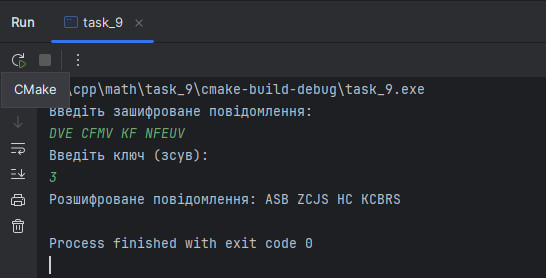 Run task_9
CMake
\cpp\math\task_9\cmake-build-debug\task_9.exe
Введіть зашифроване повідомлення:
DVE CFMV KF NFEUV
Введіть ключ (зсув):
3
Розшифроване повідомлення: ASB ZCJS HC KCBRS
Process finished with exit code 0